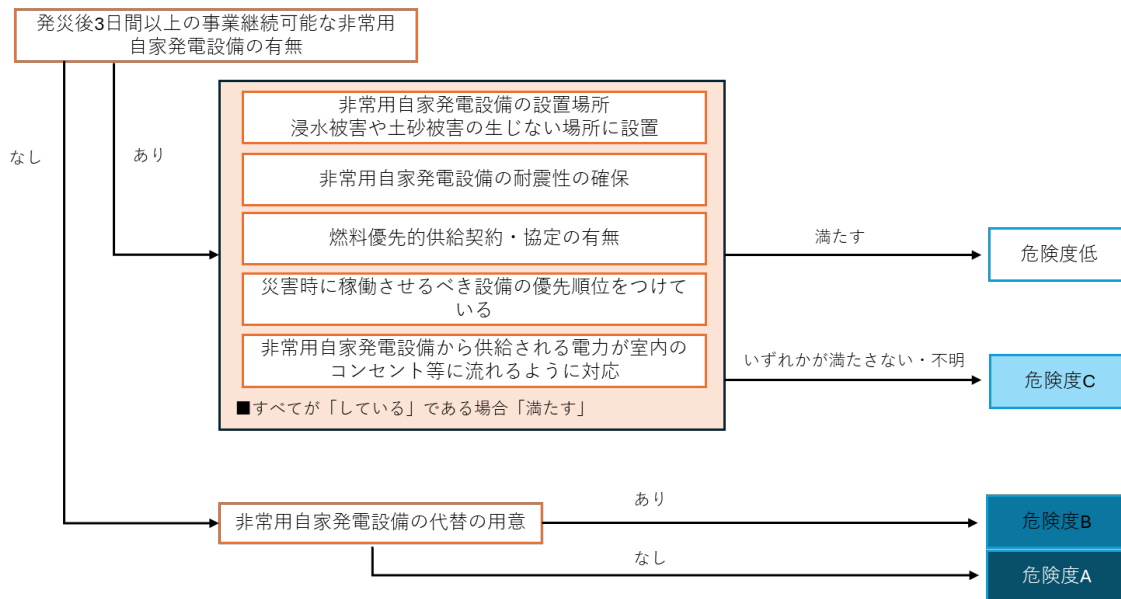 発災後3日間以上の事業継続可能な非常用
自家発電設備の有無
なし
あり
非常用自家発電設備の設置場所
浸水被害や土砂被害の生じない場所に設置
非常用自家発電設備の耐震性の確保
燃料優先的供給契約・協定の有無
災害時に稼働させるべき設備の優先順位をつけて
いる
非常用自家発電設備から供給される電力が室内の
コンセント等に流れるように対応
■すべてが「している」である場合「満たす」
満たす
危険度低
いずれかが満たさない・不明
危険度C
非常用自家発電設備の代替の用意
あり
危険度B
なし
危険度A